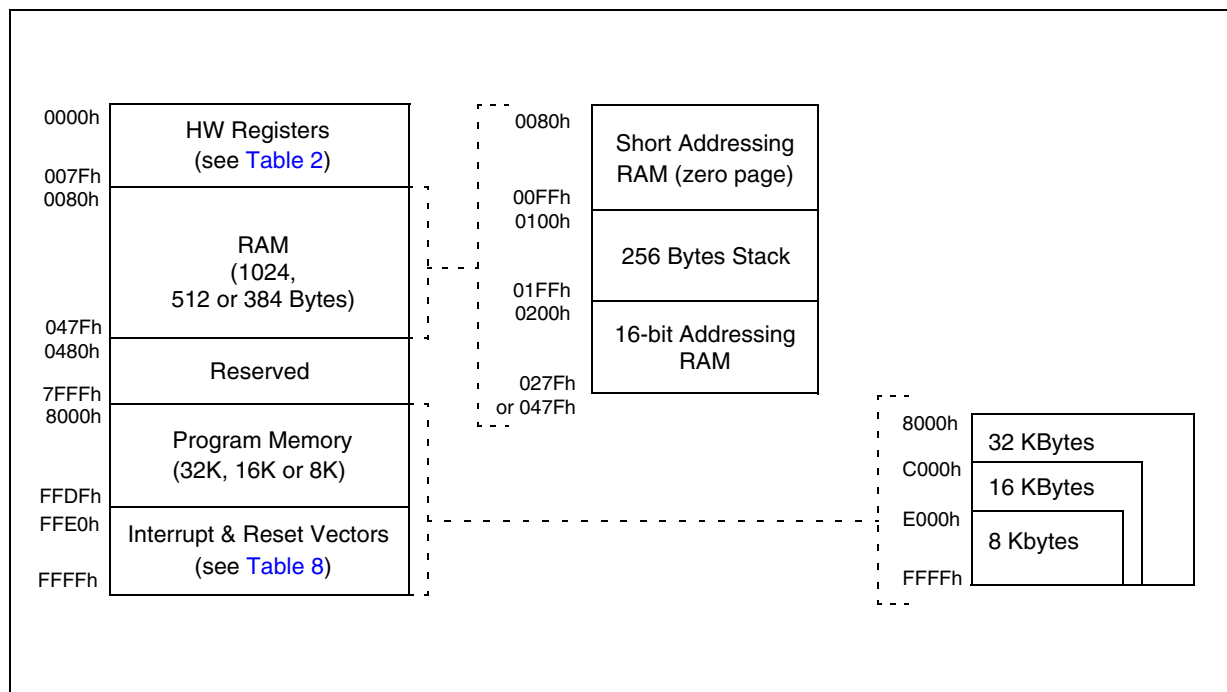 0000h
HW Registers
(see Table 2)
007Fh
0080h
RAM
(1024,
512 or 384 Bytes)
047Fh
0480h
Reserved
7FFFh
8000h
Program Memory
(32K, 16K or 8K)
FFDFh
FFE0h
Interrupt & Reset Vectors
(see Table 8)
FFFFh
0080h
Short Addressing
RAM (zero page)
00FFh
0100h
256 Bytes Stack
01FFh
0200h
16-bit Addressing
RAM
027Fh
or 047Fh
8000h
32 KBytes
C000h
16 KBytes
E000h
8 Kbytes
FFFFh